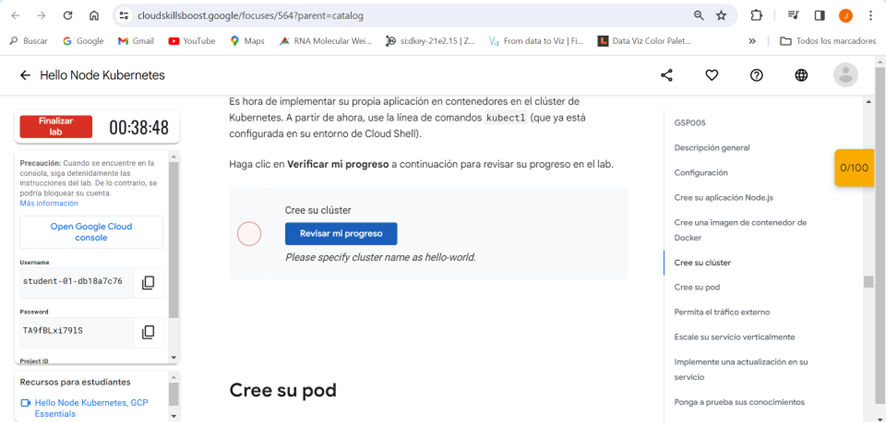 cloudskillsboost.google/focuses/564?parent=catalog
J
Buscar
Google
Gmail
YouTube
Maps
RNA Molecular Wei...
si:dkey-21e2.15 | Z...
From data to Viz | Fi...
Data Viz Color Palet...
Todos los marcadores
Hello Node Kubernetes
Finalizar
lab
00:38:48
Precaución: Cuando se encuentre en la
consola, siga detenidamente las
instrucciones del lab. De lo contrario, se
podría bloquear su cuenta.
Más información
Open Google Cloud
console
Username
student-01-db18a7c76
Password
TA9fBLxi79lS
Project ID
Recursos para estudiantes
Hello Node Kubernetes, GCP
Essentials
Es hora de implementar su propia aplicación en contenedores en el clúster de
Kubernetes. A partir de ahora, use la línea de comandos kubectl (que ya está
configurada en su entorno de Cloud Shell).
Haga clic en Verificar mi progreso a continuación para revisar su progreso en el lab.
Cree su clúster
Revisar mi progreso
Please specify cluster name as hello-world.
Cree su pod
GSP005
Descripción general
Configuración
Cree su aplicación Node.js
Cree una imagen de contenedor de
Docker
Cree su clúster
Cree su pod
Permita el tráfico externo
Escale su servicio verticalmente
Implemente una actualización en su
servicio
Ponga a prueba sus conocimientos
0/100